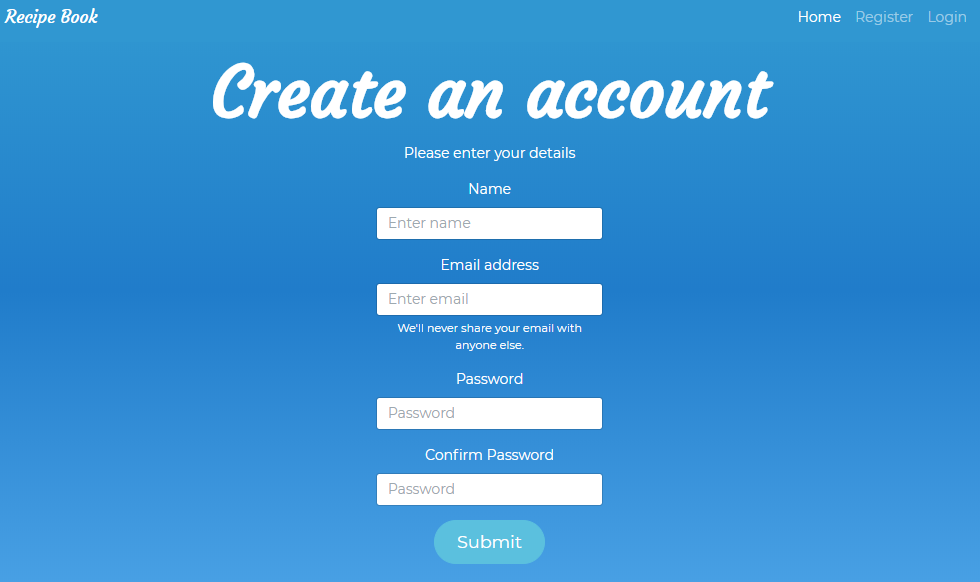 Recipe Book
Home Register Login
Create an account
Please enter your details
Name
Enter name
Email address
Enter email
We'll never share your email with
anyone else.
Password
Password
Confirm Password
Password
Submit